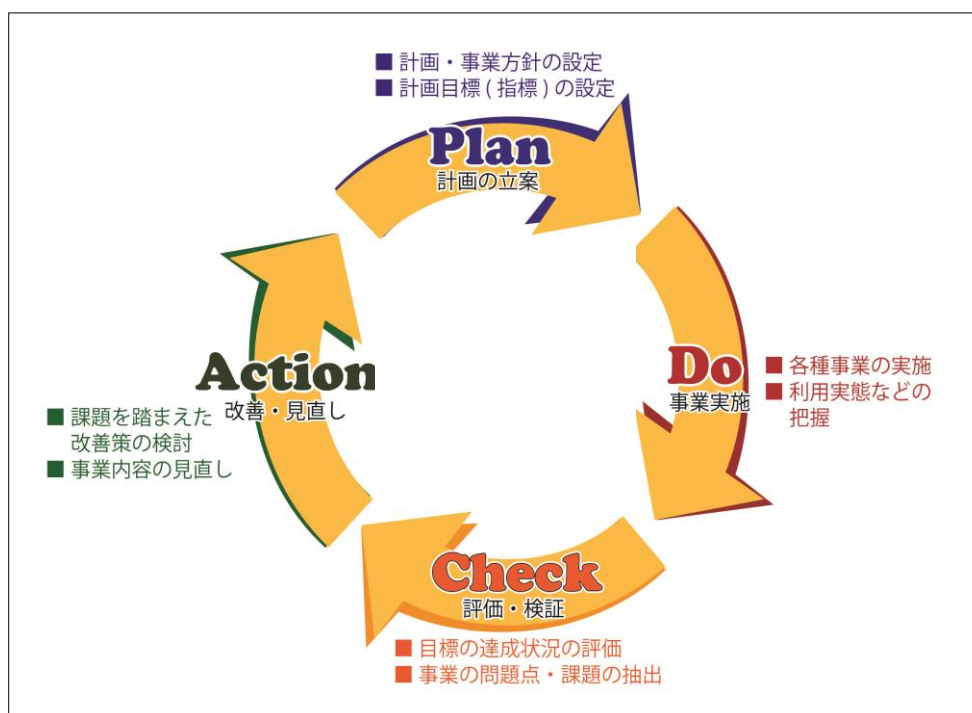 ■ 計画・事業方針の設定
■ 計画目標(指標)の設定
Plan
計画の立案
Do
事業実施
■ 各種事業の実施
■ 利用実態などの
把握
Check
評価・検証
■ 目標の達成状況の評価
■ 事業の問題点・課題の抽出
Action
改善・見直し
■ 課題を踏まえた
改善策の検討
■ 事業内容の見直し